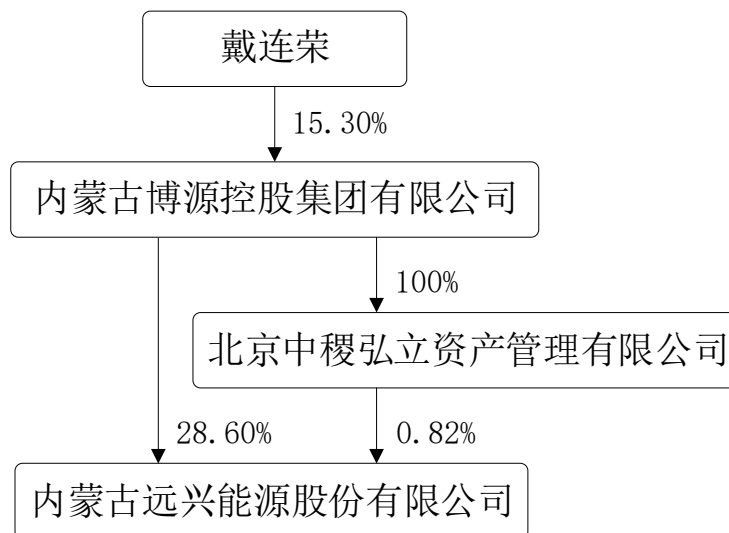 戴连荣
15.30%
内蒙古博源控股集团有限公司
100%
北京中稷弘立资产管理有限公司
28.60%
0.82%
内蒙古远兴能源股份有限公司